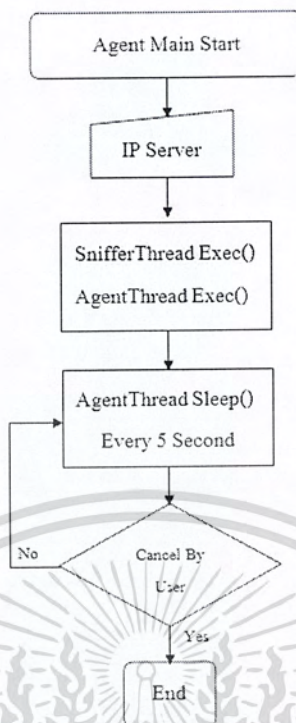 Agent Main Start
IP Server
SnifferThread Exec()
AgentThread Exec()
AgentThread Sleep()
Every 5 Second
Cancel By
User
No
Yes
End